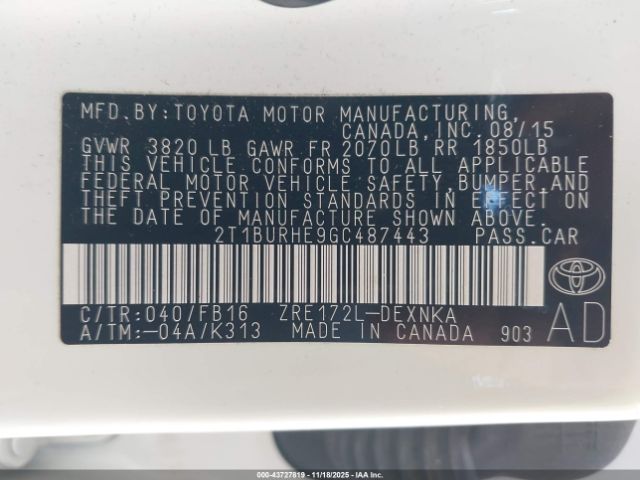 MFD.BY:TOYOTA MOTOR MANUFACTURING,
CANADA,INC.08/15
GVWR 3820LB GAWR FR 2070LB RR 1850LB
THIS VEHICLE CONFORMS TO ALL APPLICABLE
FEDERAL MOTOR VEHICLE SAFETY,BUMPER,AND
THEFT PREVENTION STANDARDS IN EFFECT ON
THE DATE OF MANUFACTURE SHOWN ABOVE.
2T1BURHE9GC487443 PASS.CAR
C/TR:040/FB16 ZRE172L-DEXNKA
A/TM:-04A/K313 MADE IN CANADA 903 AD
000-43727819 | 11/18/2025 - IAA